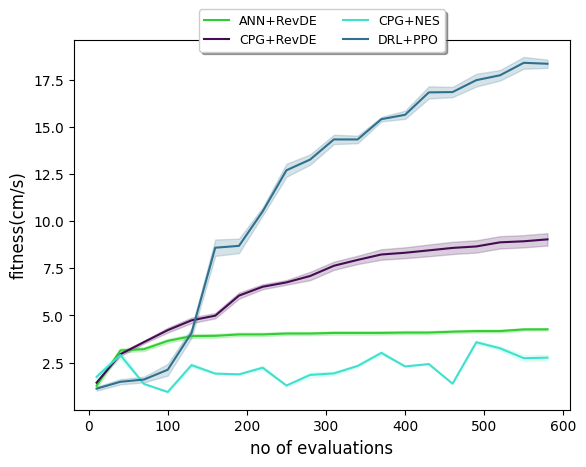 ANN+RevDE CPG+NES
CPG+RevDE DRL+PPO
17.5
15.0
12.5
10.0
7.5
5.0
2.5
fitness(cm/s)
0 100 200 300 400 500 600
no of evaluations